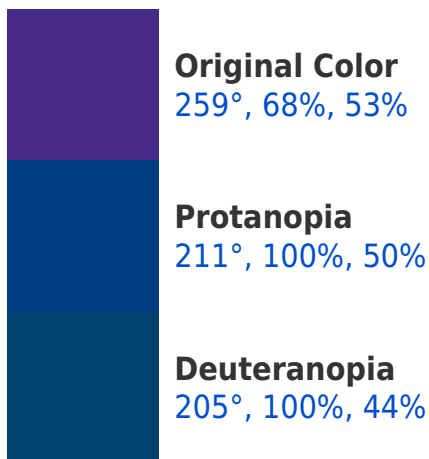 Original Color
259°, 68%, 53%
Protanopia
211°, 100%, 50%
Deuteranopia
205°, 100%, 44%